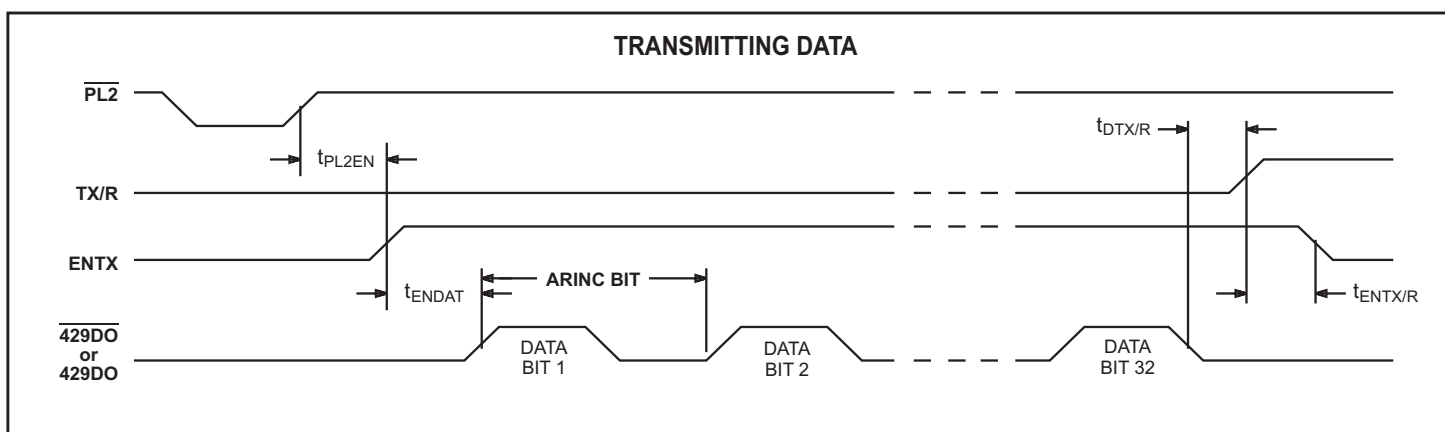 TRANSMITTING DATA
PL2
tDTX/R
tPL2EN
TX/R
ENTX
ARINC BIT
tENDAT
tENTX/R
429DO
or
429DO
DATA
BIT 1
DATA
BIT 2
DATA
BIT 32